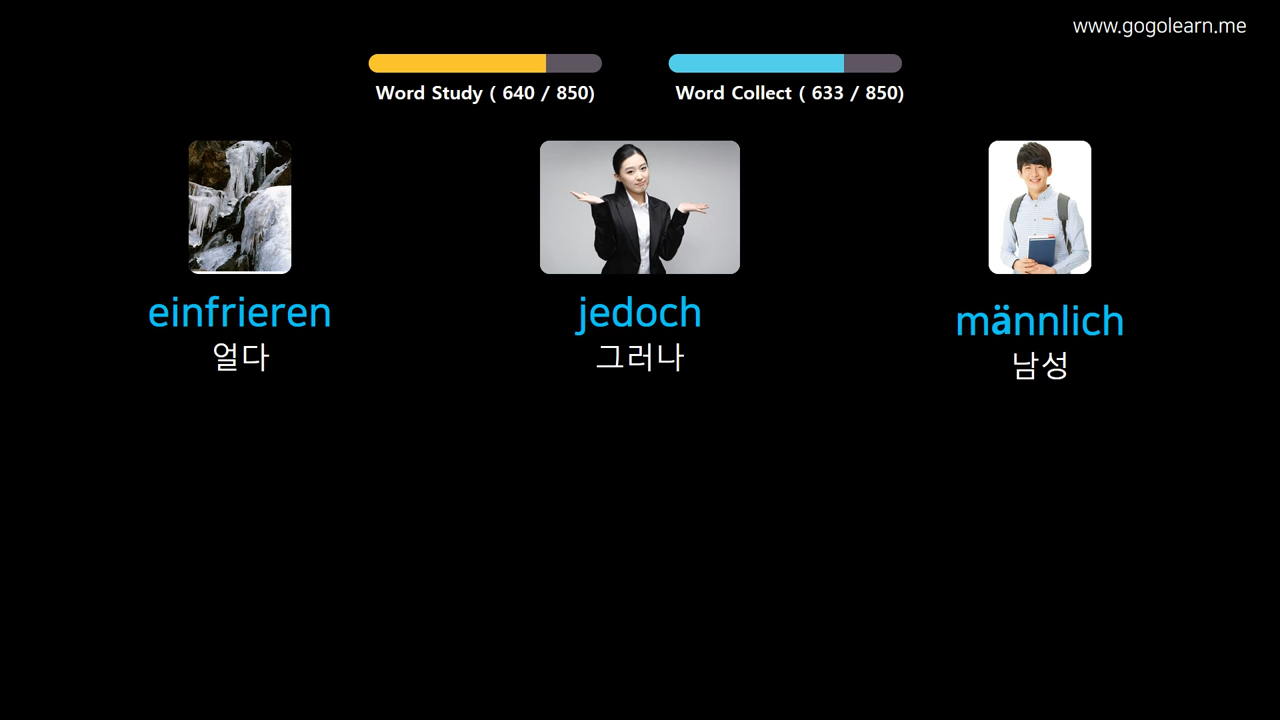 www.gogolearn.me
Word Study ( 640 / 850)
Word Collect ( 633 / 850)
einfrieren
얼다
jedoch
그러나
männlich
남성